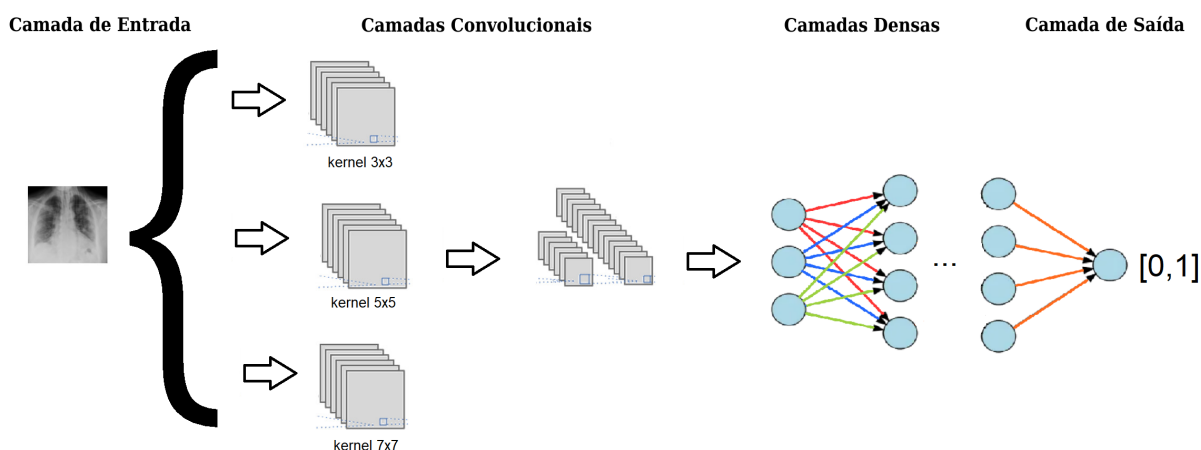 Camada de Entrada
Camadas Convolucionais
Camadas Densas
Camada de Saída
kernel 3x3
kernel 5x5
kernel 7x7
...
[0,1]